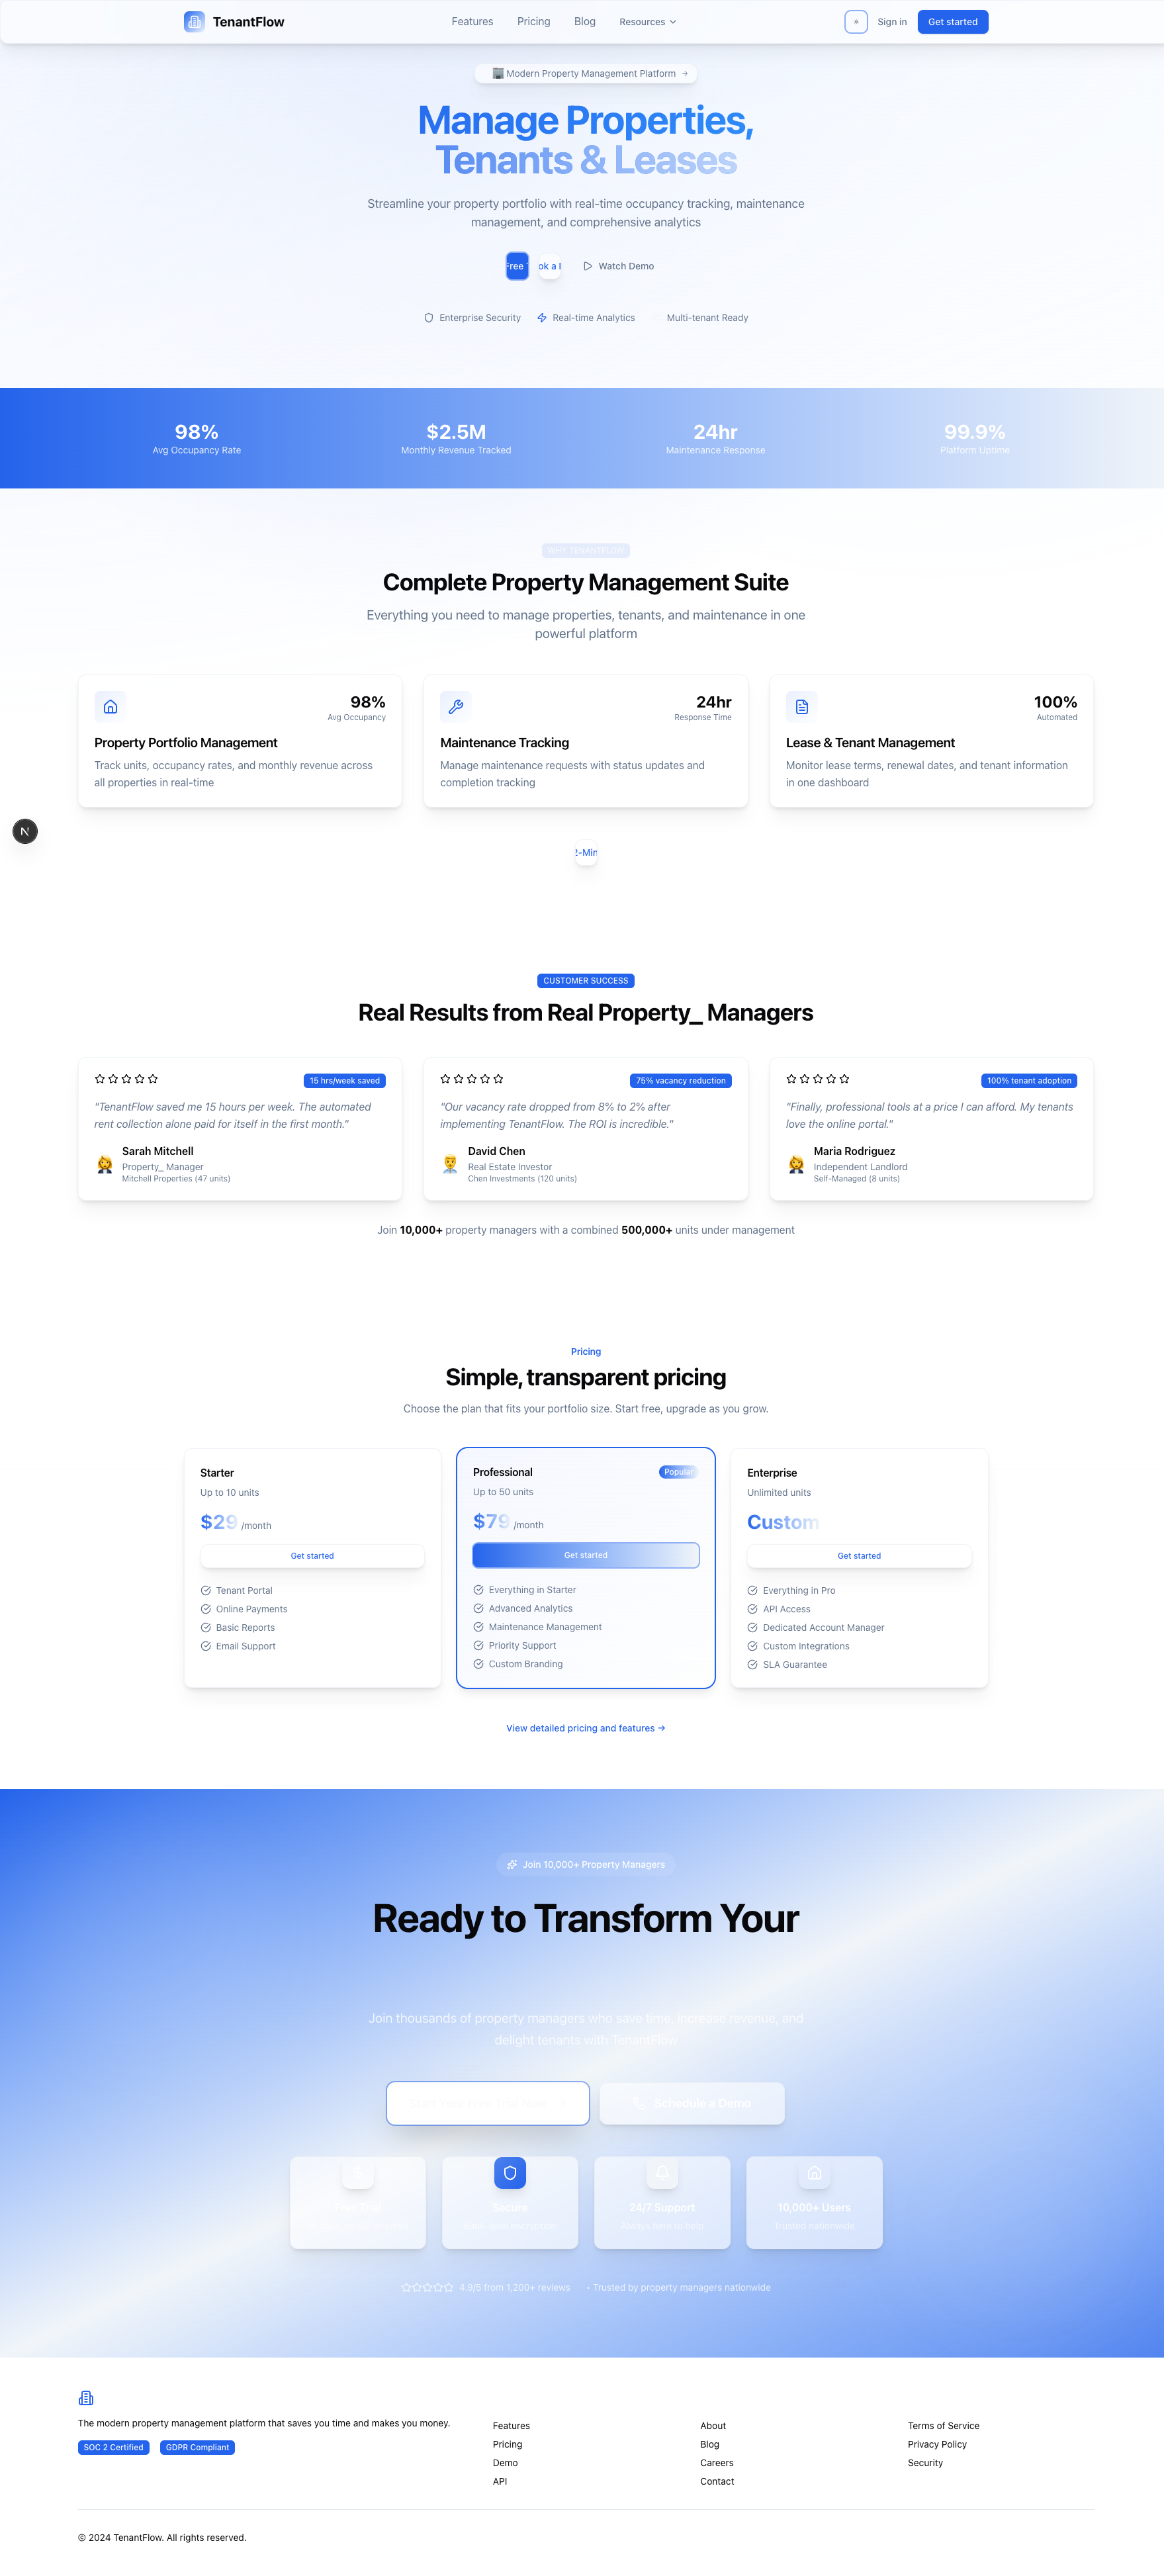 TenantFlow
Features
Pricing
Blog
Resources
Sign in
Get started
Modern Property Management Platform →
Manage Properties,
Tenants & Leases
Streamline your property portfolio with real-time occupancy tracking, maintenance
management, and comprehensive analytics
Free
ok a
Watch Demo
Enterprise Security
Real-time Analytics
Multi-tenant Ready
98%
Avg Occupancy Rate
$2.5M
Monthly Revenue Tracked
24hr
Maintenance Response
99.9%
Platform Uptime
WHY TENANTFLOW
Complete Property Management Suite
Everything you need to manage properties, tenants, and maintenance in one
powerful platform
98%
Avg Occupancy
Property Portfolio Management
Track units, occupancy rates, and monthly revenue across
all properties in real-time
24hr
Response Time
Maintenance Tracking
Manage maintenance requests with status updates and
completion tracking
100%
Automated
Lease & Tenant Management
Monitor lease terms, renewal dates, and tenant information
in one dashboard
N
2-Min
CUSTOMER SUCCESS
Real Results from Real Property_ Managers
15 hrs/week saved
"TenantFlow saved me 15 hours per week. The automated
rent collection alone paid for itself in the first month."
Sarah Mitchell
Property_ Manager
Mitchell Properties (47 units)
75% vacancy reduction
"Our vacancy rate dropped from 8% to 2% after
implementing TenantFlow. The ROI is incredible."
David Chen
Real Estate Investor
Chen Investments (120 units)
100% tenant adoption
"Finally, professional tools at a price I can afford. My tenants
love the online portal."
Maria Rodriguez
Independent Landlord
Self-Managed (8 units)
Join 10,000+ property managers with a combined 500,000+ units under management
Pricing
Simple, transparent pricing
Choose the plan that fits your portfolio size. Start free, upgrade as you grow.
Starter
Up to 10 units
$29 /month
Get started
Tenant Portal
Online Payments
Basic Reports
Email Support
Professional
Popular
Up to 50 units
$79 /month
Get started
Everything in Starter
Advanced Analytics
Maintenance Management
Priority Support
Custom Branding
Enterprise
Unlimited units
Custom
Get started
Everything in Pro
API Access
Dedicated Account Manager
Custom Integrations
SLA Guarantee
View detailed pricing and features →
Join 10,000+ Property Managers
Ready to Transform Your
Join thousands of property managers who save time, increase revenue, and
delight tenants with TenantFlow
Schedule a Demo
Secure
24/7 Support
Always here to help
10,000+ Users
Trusted nationwide
4.9/5 from 1,200+ reviews
• Trusted by property managers nationwide
The modern property management platform that saves you time and makes you money.
SOC 2 Certified
GDPR Compliant
Features
Pricing
Demo
API
About
Blog
Careers
Contact
Terms of Service
Privacy Policy
Security
© 2024 TenantFlow. All rights reserved.